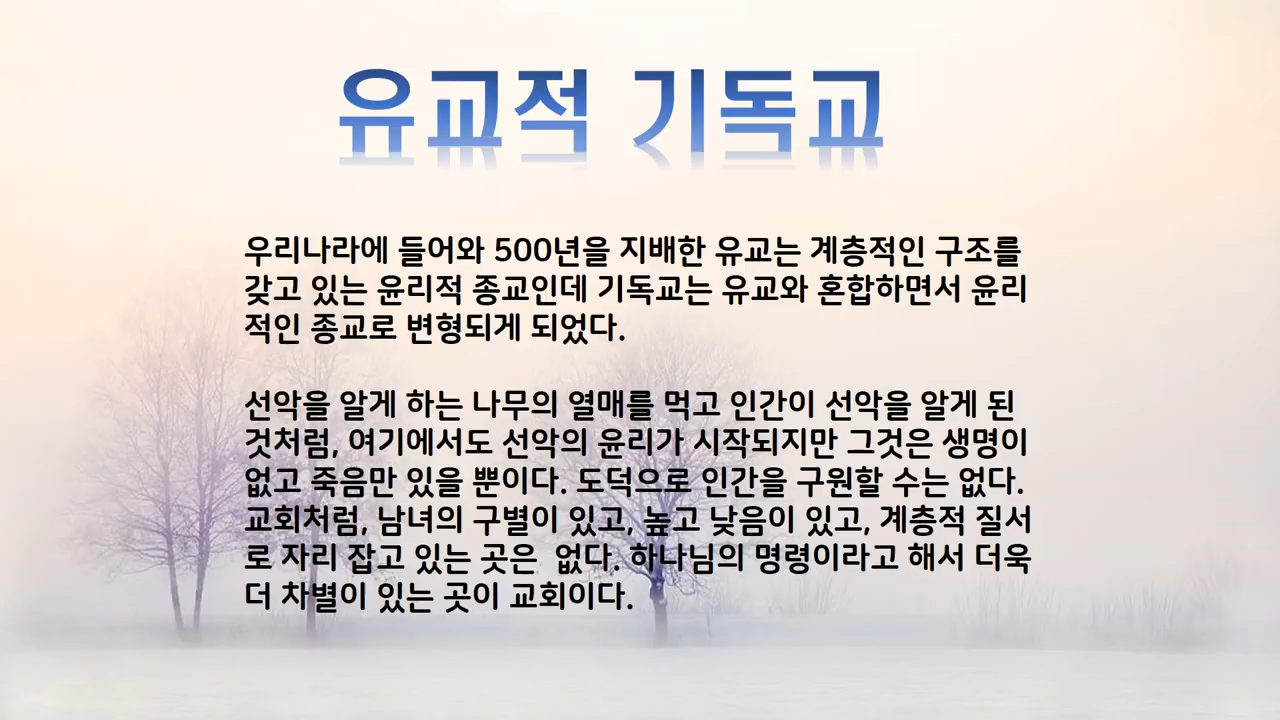 유교적 기독교
우리나라에 들어와 500년을 지배한 유교는 계층적인 구조를
갖고 있는 윤리적 종교인데 기독교는 유교와 혼합하면서 윤리
적인 종교로 변형되게 되었다.
선악을 알게 하는 나무의 열매를 먹고 인간이 선악을 알게 된
것처럼, 여기에서도 선악의 윤리가 시작되지만 그것은 생명이
없고 죽음만 있을 뿐이다. 도덕으로 인간을 구원할 수는 없다.
교회처럼, 남녀의 구별이 있고, 높고 낮음이 있고, 계층적 질서
로 자리 잡고 있는 곳은 없다. 하나님의 명령이라고 해서 더욱
더 차별이 있는 곳이 교회이다.